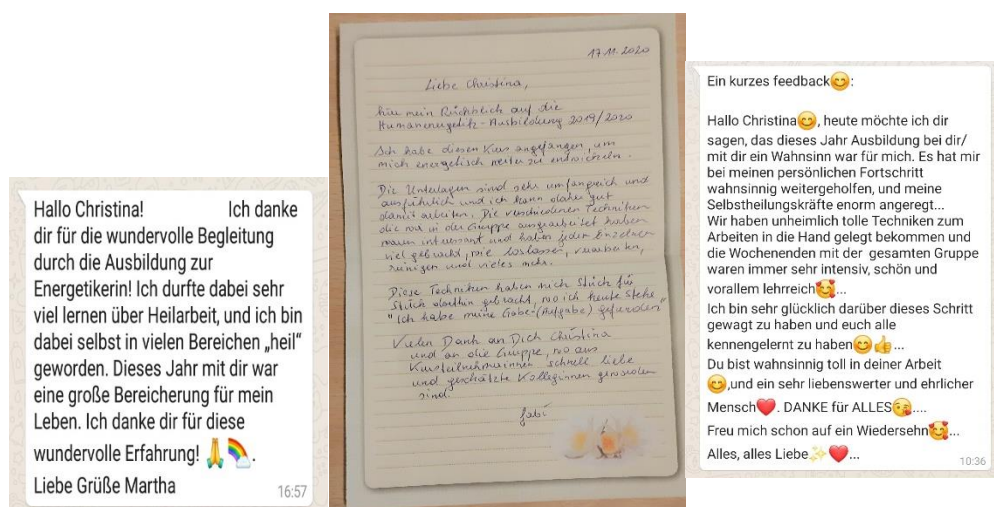 Hallo Christina! Ich danke
dir für die wundervolle Begleitung
durch die Ausbildung zur
Energetikerin! Ich durfte dabei sehr
viel lernen über Heilarbeit, und ich bin
dabei selbst in vielen Bereichen „heil“
geworden. Dieses Jahr mit dir war
eine große Bereicherung für mein
Leben. Ich danke dir für diese
wundervolle Erfahrung! 🙏🌈.
Liebe Grüße Martha
16:57
17.11.2020
Liebe Christina,
hier mein Rückblick auf die
Humanenergetik-Ausbildung 2019/2020
Ich habe diesen Kurs angefangen, um
mich energetisch weiter zu entwickeln.
Die Unterlagen sind sehr umfangreich und
ausführlich und ich kann daher gut
damit arbeiten. Die verschiedenen Techniken
die wir in der Gruppe ausgearbeitet haben
waren interessant und haben jeden Einzelnen
viel gebracht, wie loslassen, verarbeiten,
reinigen und vieles mehr.
Diese Techniken haben mich Stück für
Stück dorthin gebracht, wo ich heute stehe
"Ich habe meine Gabe-(Aufgabe) gefunden"
Vielen Dank an Dich Christina
und an die Gruppe, wo aus
Kursteilnehmerinnen schnell liebe
und geschätzte Kolleginnen geworden
sind.
Gabi
Ein kurzes feedback😊:
Hallo Christina😊, heute möchte ich dir
sagen, das dieses Jahr Ausbildung bei dir/
mit dir ein Wahnsinn war für mich. Es hat mir
bei meinen persönlichen Fortschritt
wahnsinnig weitergeholfen, und meine
Selbstheilungskräfte enorm angeregt...
Wir haben unheimlich tolle Techniken zum
Arbeiten in die Hand gelegt bekommen und
die Wochenenden mit der gesamten Gruppe
waren immer sehr intensiv, schön und
vorallem lehrreich🥰...
Ich bin sehr glücklich darüber dieses Schritt
gewagt zu haben und euch alle
kennengelernt zu haben😊👍...
Du bist wahnsinnig toll in deiner Arbeit
😊,und ein sehr liebenswerter und ehrlicher
Mensch❤️. DANKE für ALLES😘....
Freu mich schon auf ein Wiedersehn🥰...
Alles, alles Liebe✨❤️...
10:36